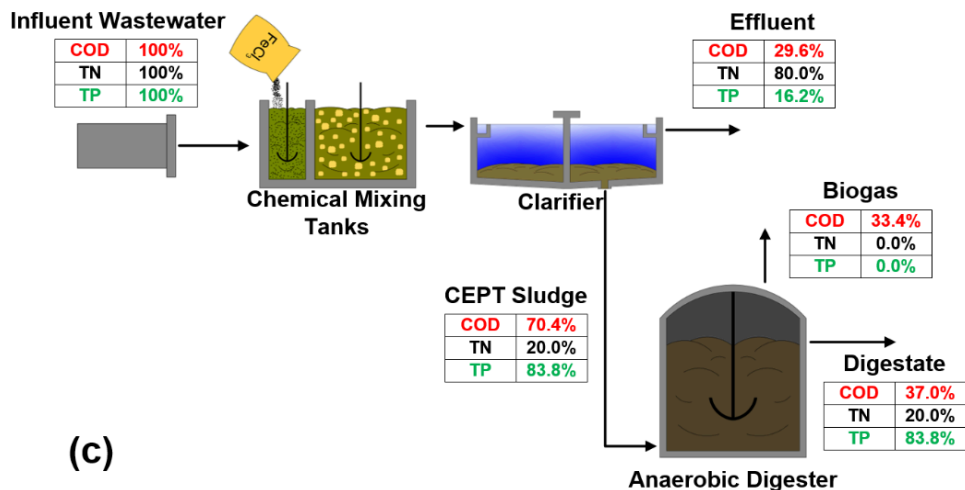 Influent Wastewater
COD 100%
TN 100%
TP 100%
FeCl3
Chemical Mixing
Tanks
Clarifier
Effluent
COD 29.6%
TN 80.0%
TP 16.2%
Biogas
COD 33.4%
TN 0.0%
TP 0.0%
CEPT Sludge
COD 70.4%
TN 20.0%
TP 83.8%
Digestate
COD 37.0%
TN 20.0%
TP 83.8%
Anaerobic Digester
(c)